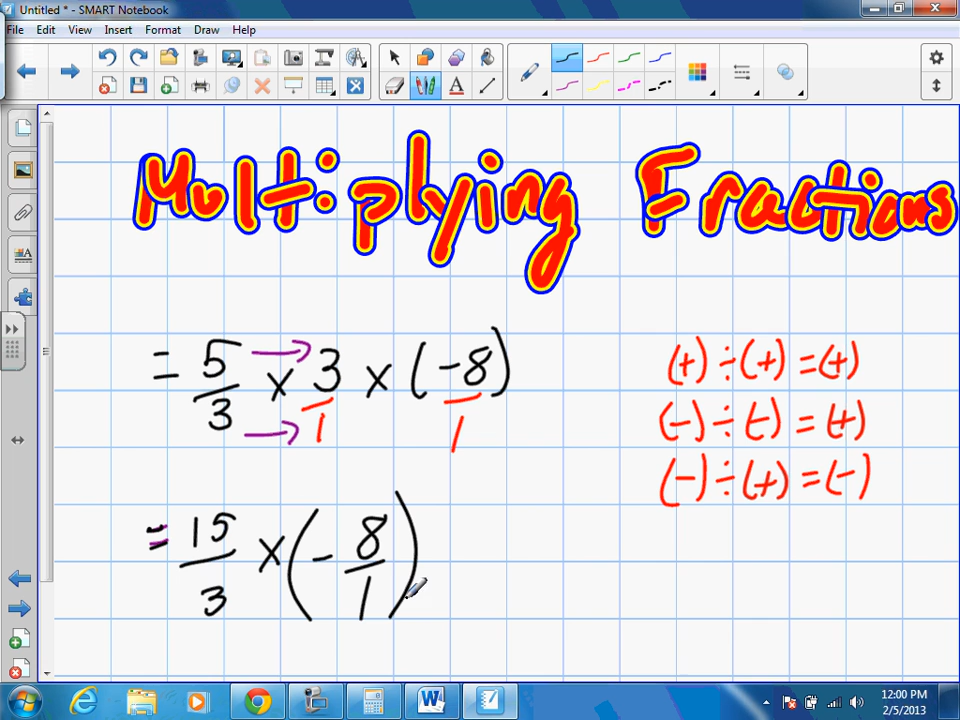 Untitled * - SMART Notebook
File Edit View Insert Format Draw Help
Multiplying Fractions
= 5/3 × 3/1 × (-8)/1
(+) ÷ (+) = (+)
(-) ÷ (-) = (+)
(-) ÷ (+) = (-)
= 15/3 × (- 8/1)
12:00 PM
2/5/2013